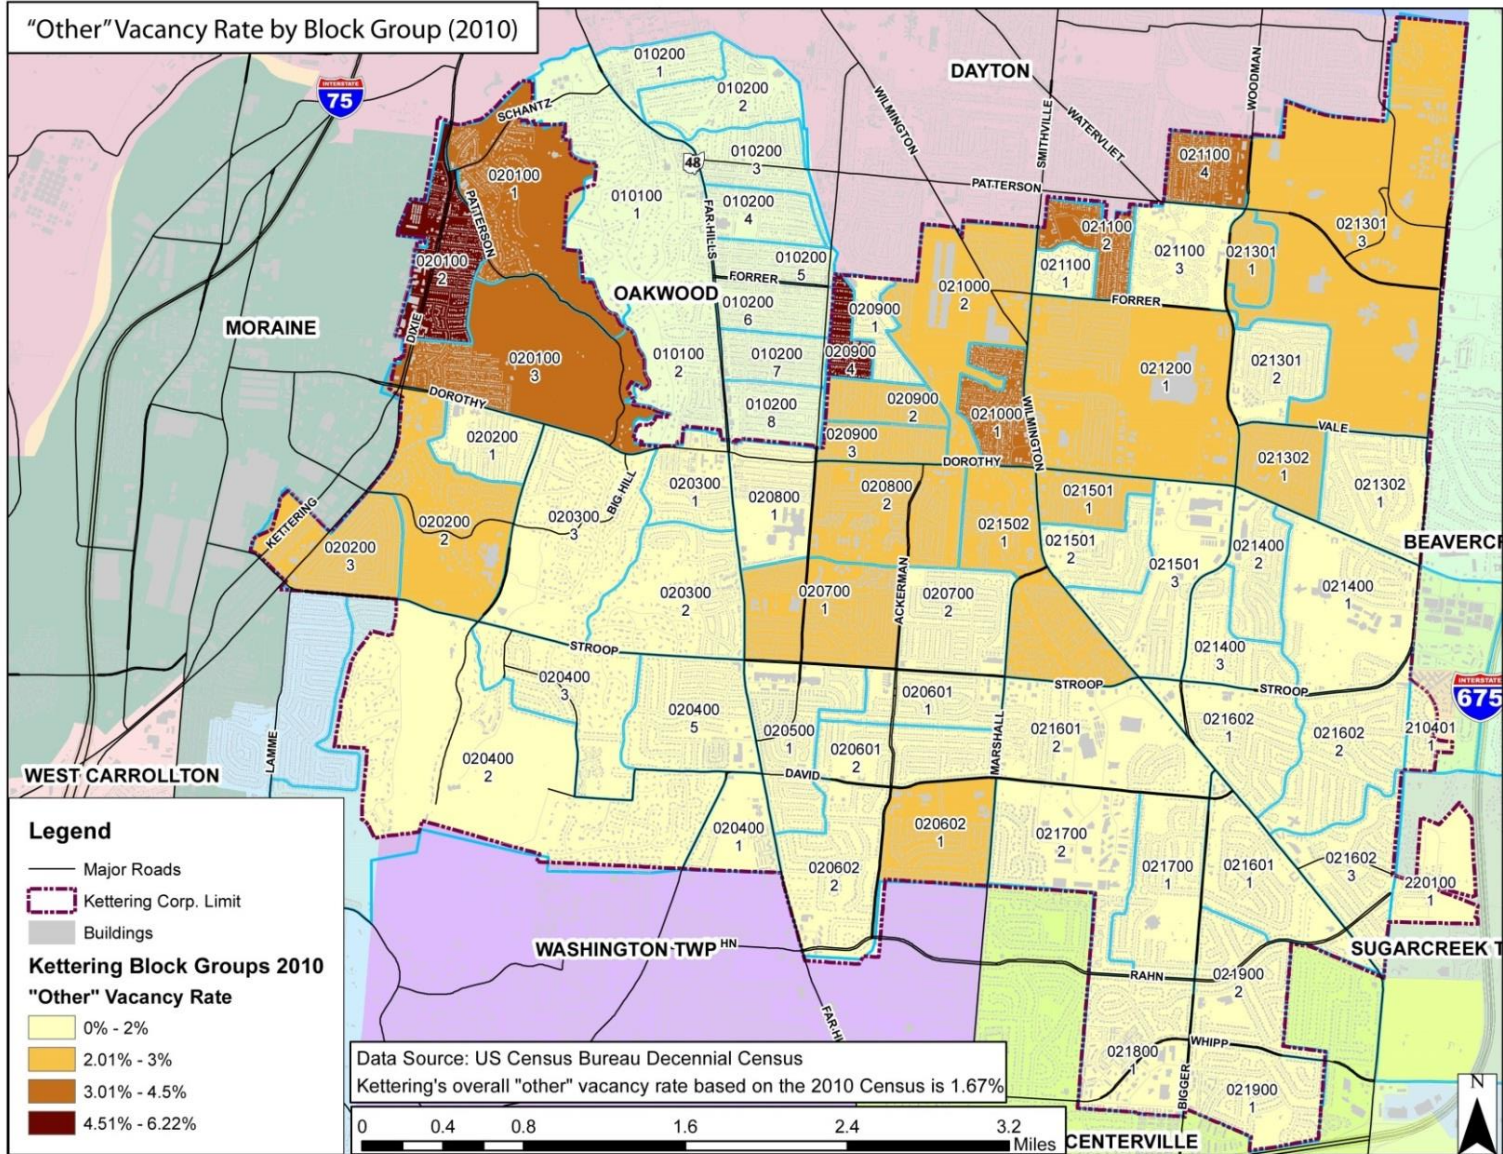 "Other" Vacancy Rate by Block Group (2010)
INTERSTATE
75
DAYTON
WOODMAN
WILMINGTON
SMITHVILLE
WATERVLIET
SCHANTZ
PATTERSON
48
PATTERSON
FAR HILLS
010200
1
010200
2
010200
3
010200
4
010200
5
010200
6
010200
7
010200
8
010100
1
010100
2
OAKWOOD
FORRER
MORAINE
DIXIE
020100
1
020100
2
020100
3
021100
4
021100
2
021100
1
021100
3
021301
1
021301
3
021301
2
FORRER
021000
2
020900
1
020900
4
020900
2
020900
3
021000
1
021200
1
WILMINGTON
VALE
DOROTHY
DOROTHY
020200
1
020200
2
020200
3
KETTERING
BIG HILL
020300
3
020300
1
020300
2
020800
1
020800
2
021502
1
021501
1
021501
2
021501
3
021302
1
021302
1
021400
2
021400
1
021400
3
BEAVERCR
ACKERMAN
020700
1
020700
2
STROOP
STROOP
STROOP
INTERSTATE
675
020400
3
020400
5
020400
2
020400
1
020500
1
020601
1
020601
2
MARSHALL
021601
2
021602
1
021602
2
210401
1
LAMME
WEST CARROLLTON
DAVID
020602
1
020602
2
021700
2
021700
1
021601
1
021602
3
220100
1
WASHINGTON TWP
HN
FAR HI
RAHN
SUGARCREEK T
021900
2
WHIPP
021800
1
BIGGER
021900
1
CENTERVILLE
Legend
Major Roads
Kettering Corp. Limit
Buildings
Kettering Block Groups 2010
"Other" Vacancy Rate
0% - 2%
2.01% - 3%
3.01% - 4.5%
4.51% - 6.22%
Data Source: US Census Bureau Decennial Census
Kettering's overall "other" vacancy rate based on the 2010 Census is 1.67%
0 0.4 0.8 1.6 2.4 3.2
Miles
N